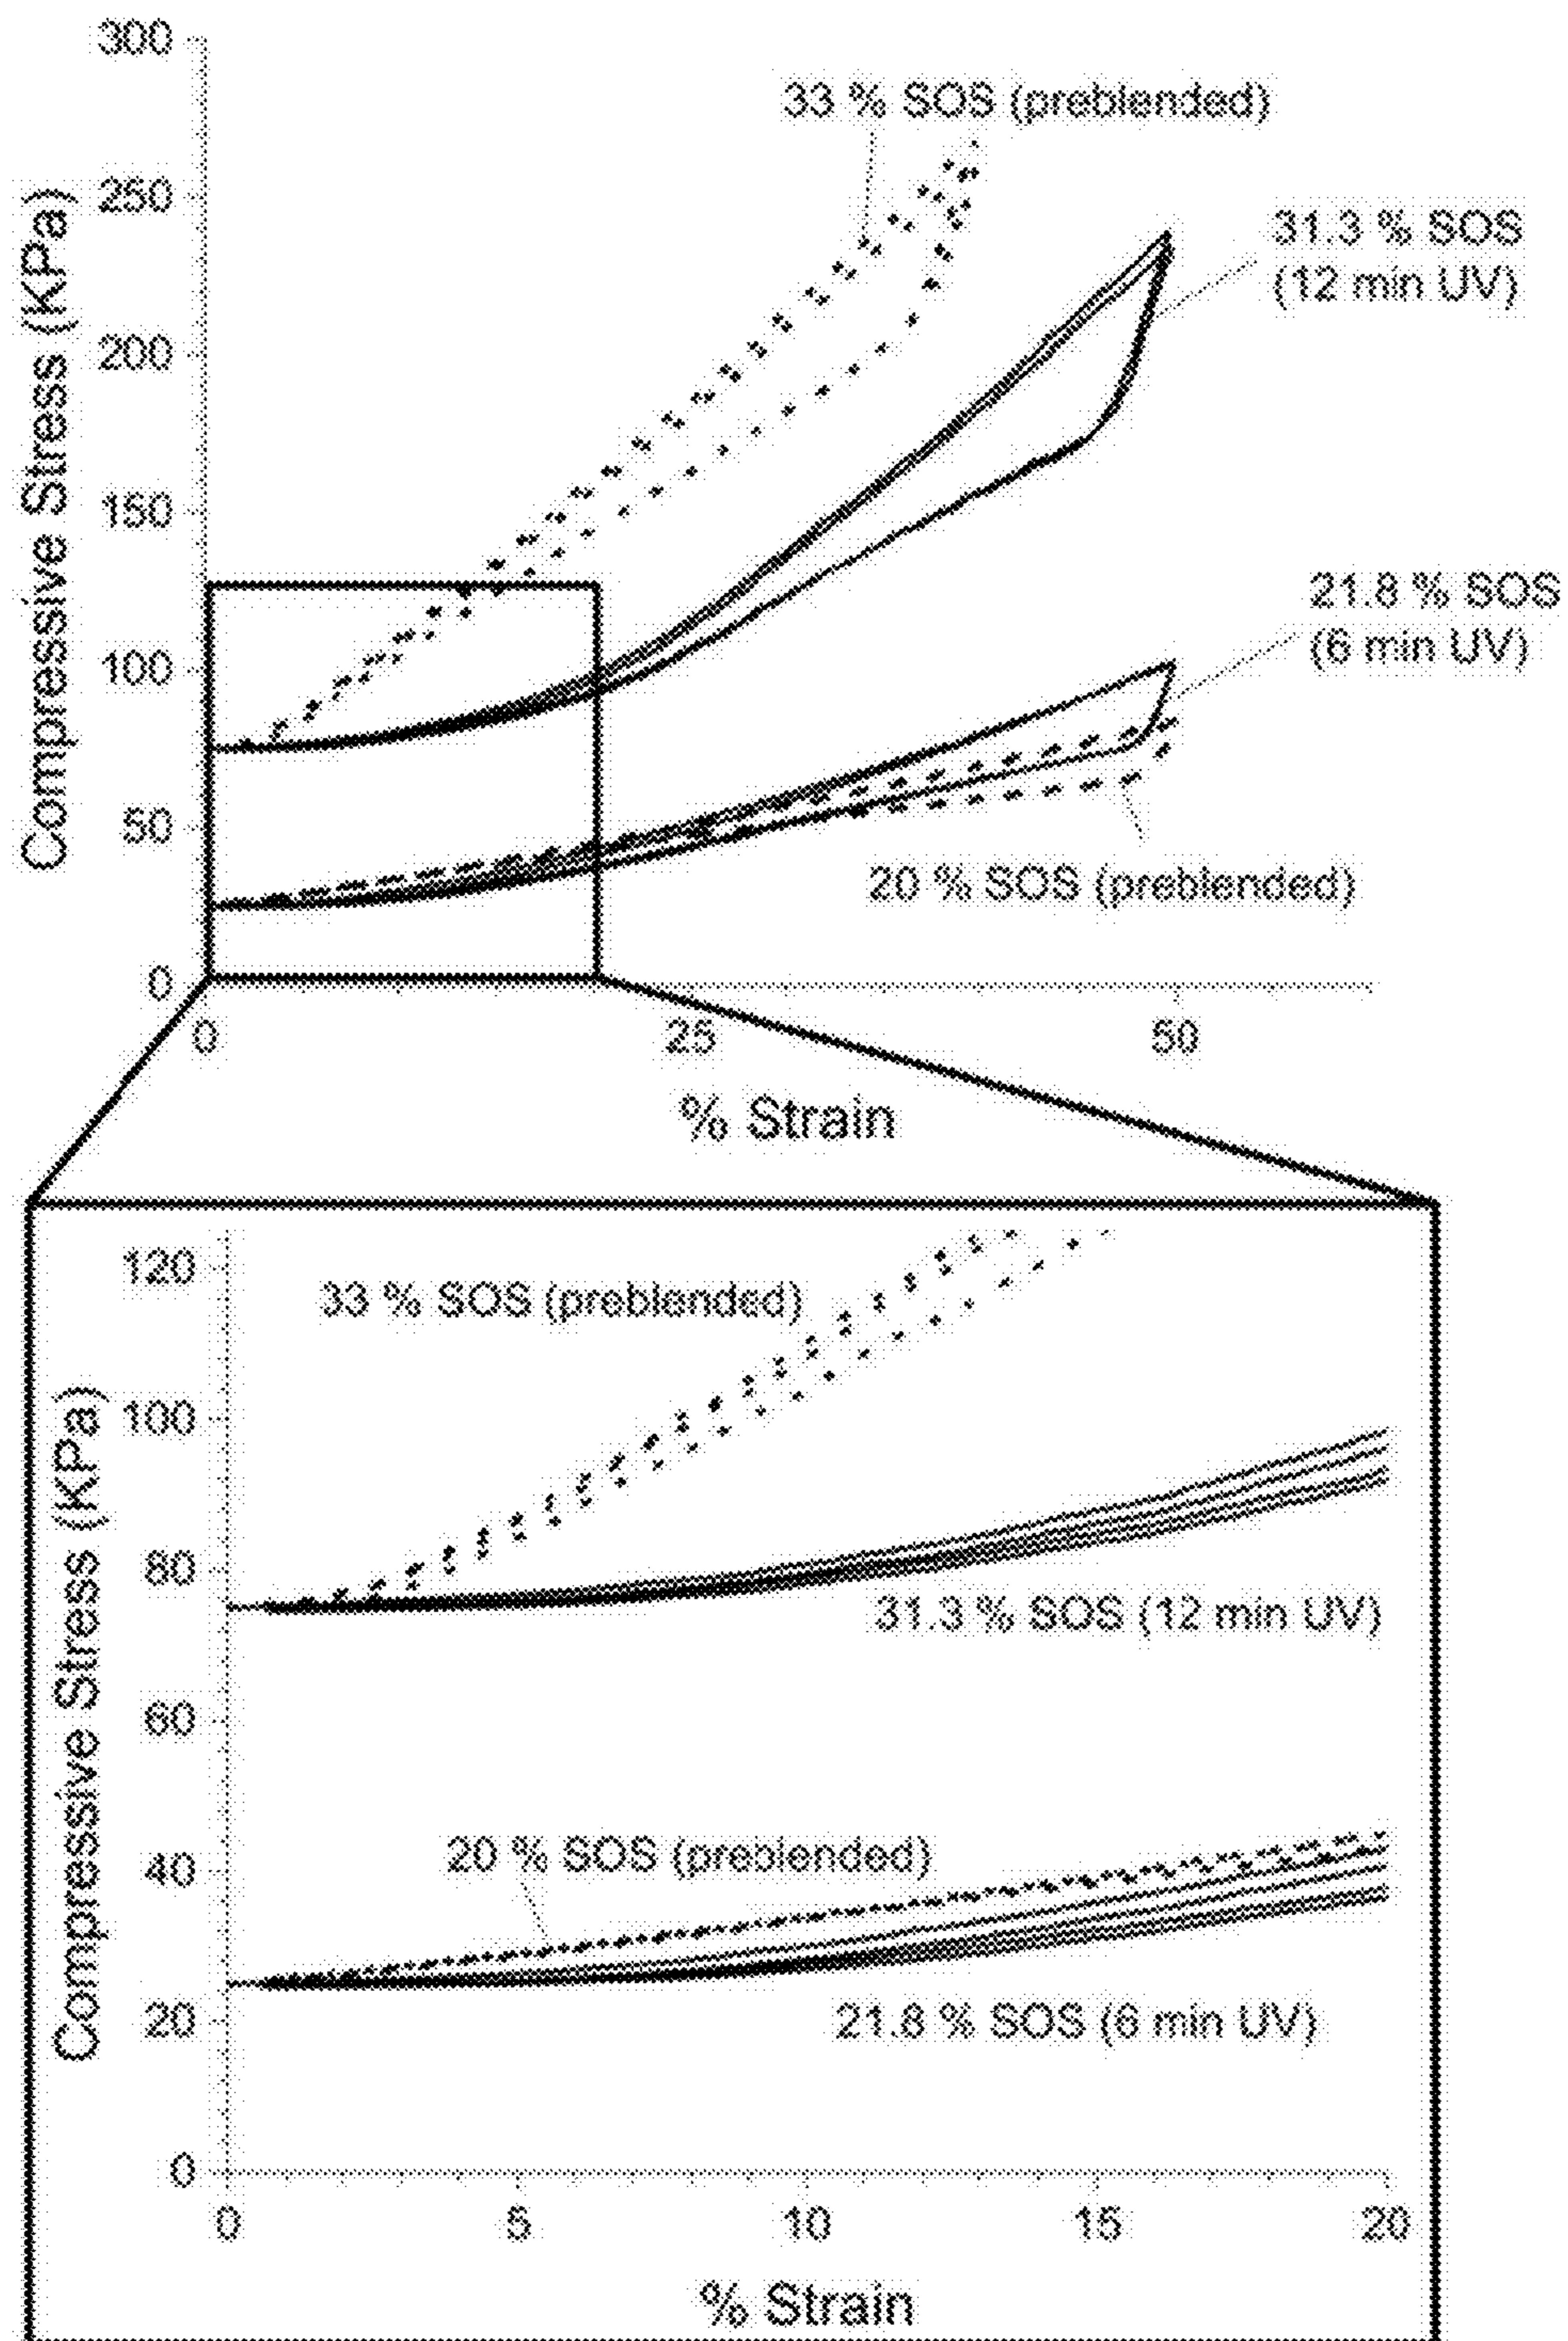 300
250
200
150
100
50
0
Compressive Stress (KPa)
33 % SOS (preblended)
31.3 % SOS
(12 min UV)
21.8 % SOS
(6 min UV)
20 % SOS (preblended)
0 25 50
% Strain
120
100
80
60
40
20
0
Compressive Stress (KPa)
33 % SOS (preblended)
31.3 % SOS (12 min UV)
20 % SOS (preblended)
21.8 % SOS (6 min UV)
0 5 10 15 20
% Strain